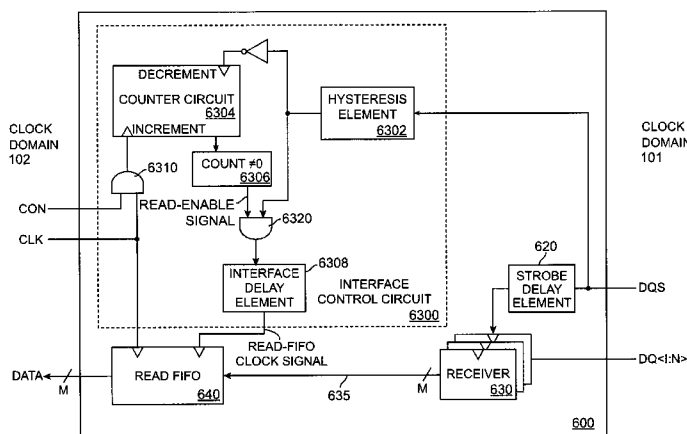 DECREMENT
COUNTER CIRCUIT
6304
INCREMENT
HYSTERESIS
ELEMENT
6302
CLOCK
DOMAIN
102
CLOCK
DOMAIN
101
6310
COUNT ≠0
6306
CON
READ-ENABLE
SIGNAL
6320
CLK
6308
INTERFACE
DELAY
ELEMENT
INTERFACE
CONTROL CIRCUIT
6300
620
STROBE
DELAY
ELEMENT
DQS
READ-FIFO
CLOCK SIGNAL
DQ<I:N>
DATA
M
READ FIFO
640
635
M
RECEIVER
630
600